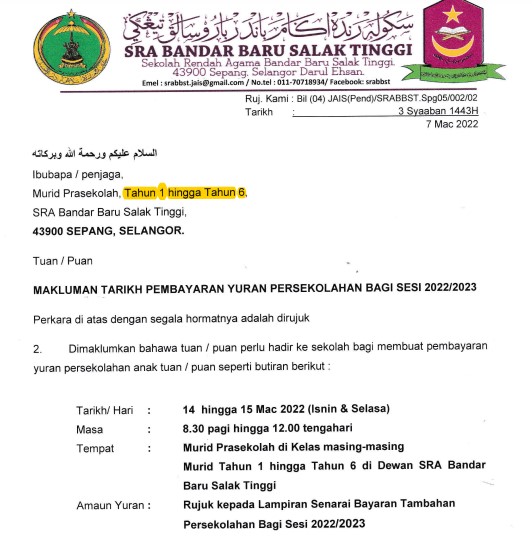 سكوله رنده اڬام بندر بارو سالق تيڠڬي
SRA BANDAR BARU SALAK TINGGI
Sekolah Rendah Agama Bandar Baru Salak Tinggi
43900 Sepang, Selangor Darul Ehsan.
Emel : srabbst.jais@gmail.com / No.tel : 011-70718934/ Facebook: srabbst
Ruj. Kami : Bil (04) JAIS(Pend)/SRABBST.Spg05/002/02
Tarikh : 3 Syaaban 1443H
7 Mac 2022
السلام عليكم ورحمة الله وبركاته
Ibubapa / penjaga,
Murid Prasekolah, Tahun 1 hingga Tahun 6,
SRA Bandar Baru Salak Tinggi,
43900 SEPANG, SELANGOR.
Tuan / Puan
MAKLUMAN TARIKH PEMBAYARAN YURAN PERSEKOLAHAN BAGI SESI 2022/2023
Perkara di atas dengan segala hormatnya adalah dirujuk
2. Dimaklumkan bahawa tuan / puan perlu hadir ke sekolah bagi membuat pembayaran
yuran persekolahan anak tuan / puan seperti butiran berikut :
Tarikh/ Hari : 14 hingga 15 Mac 2022 (Isnin & Selasa)
Masa : 8.30 pagi hingga 12.00 tengahari
Tempat : Murid Prasekolah di Kelas masing-masing
Murid Tahun 1 hingga Tahun 6 di Dewan SRA Bandar
Baru Salak Tinggi
Amaun Yuran : Rujuk kepada Lampiran Senarai Bayaran Tambahan
Persekolahan Bagi Sesi 2022/2023